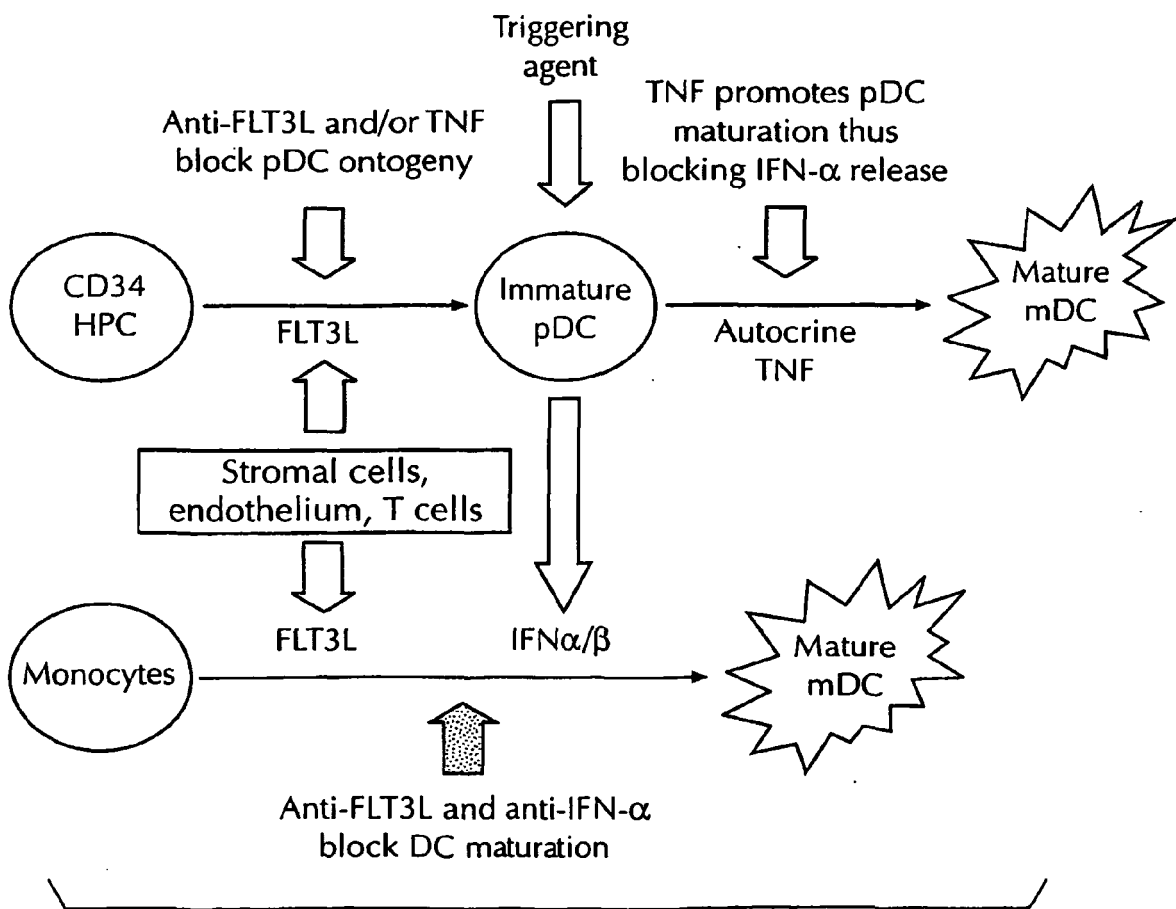 Triggering
agent
Anti-FLT3L and/or TNF
block pDC ontogeny
TNF promotes pDC
maturation thus
blocking IFN-α release
CD34
HPC
FLT3L
Immature
pDC
Autocrine
TNF
Mature
mDC
Stromal cells,
endothelium, T cells
Monocytes
FLT3L
IFNα/β
Mature
mDC
Anti-FLT3L and anti-IFN-α
block DC maturation